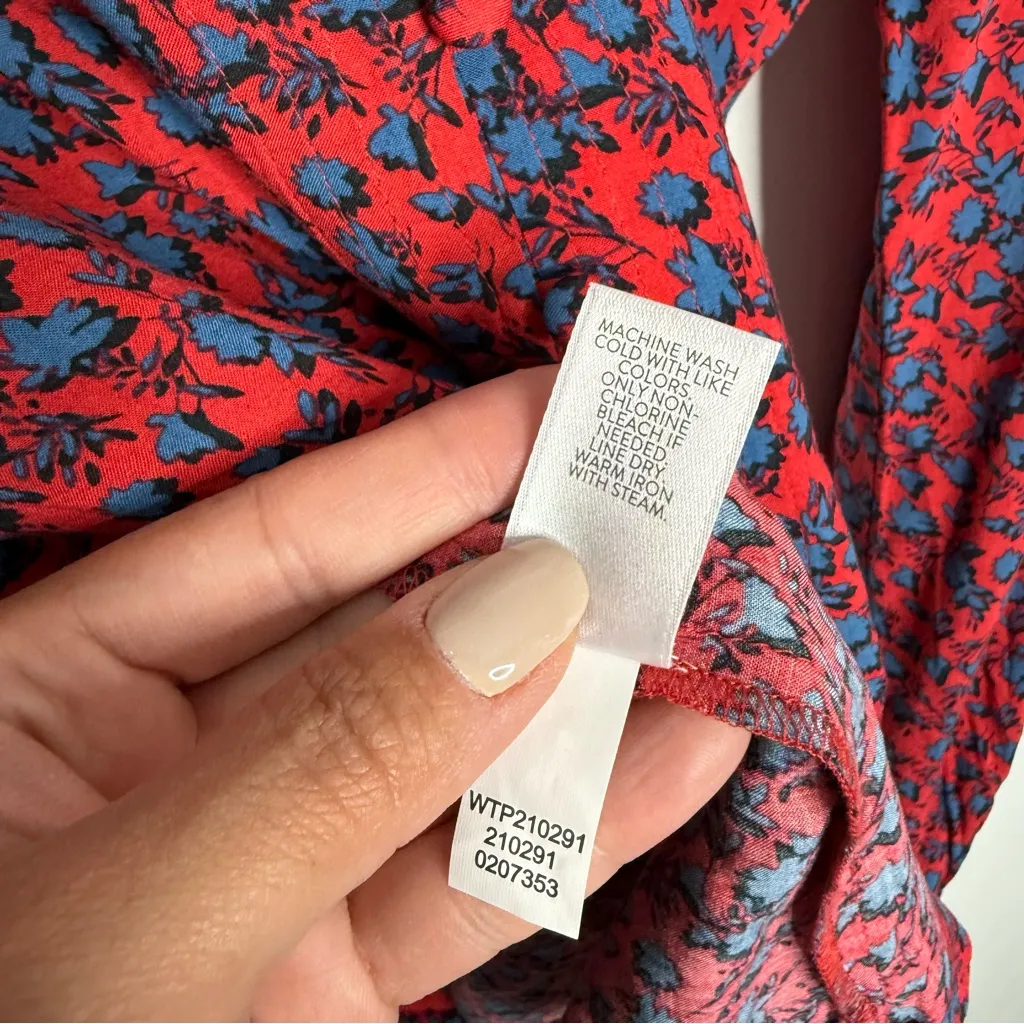 MACHINE WASH
COLD WITH LIKE
COLORS.
ONLY NON-
CHLORINE
BLEACH IF
NEEDED.
LINE DRY.
WARM IRON
WITH STEAM.
WTP210291
210291
0207353